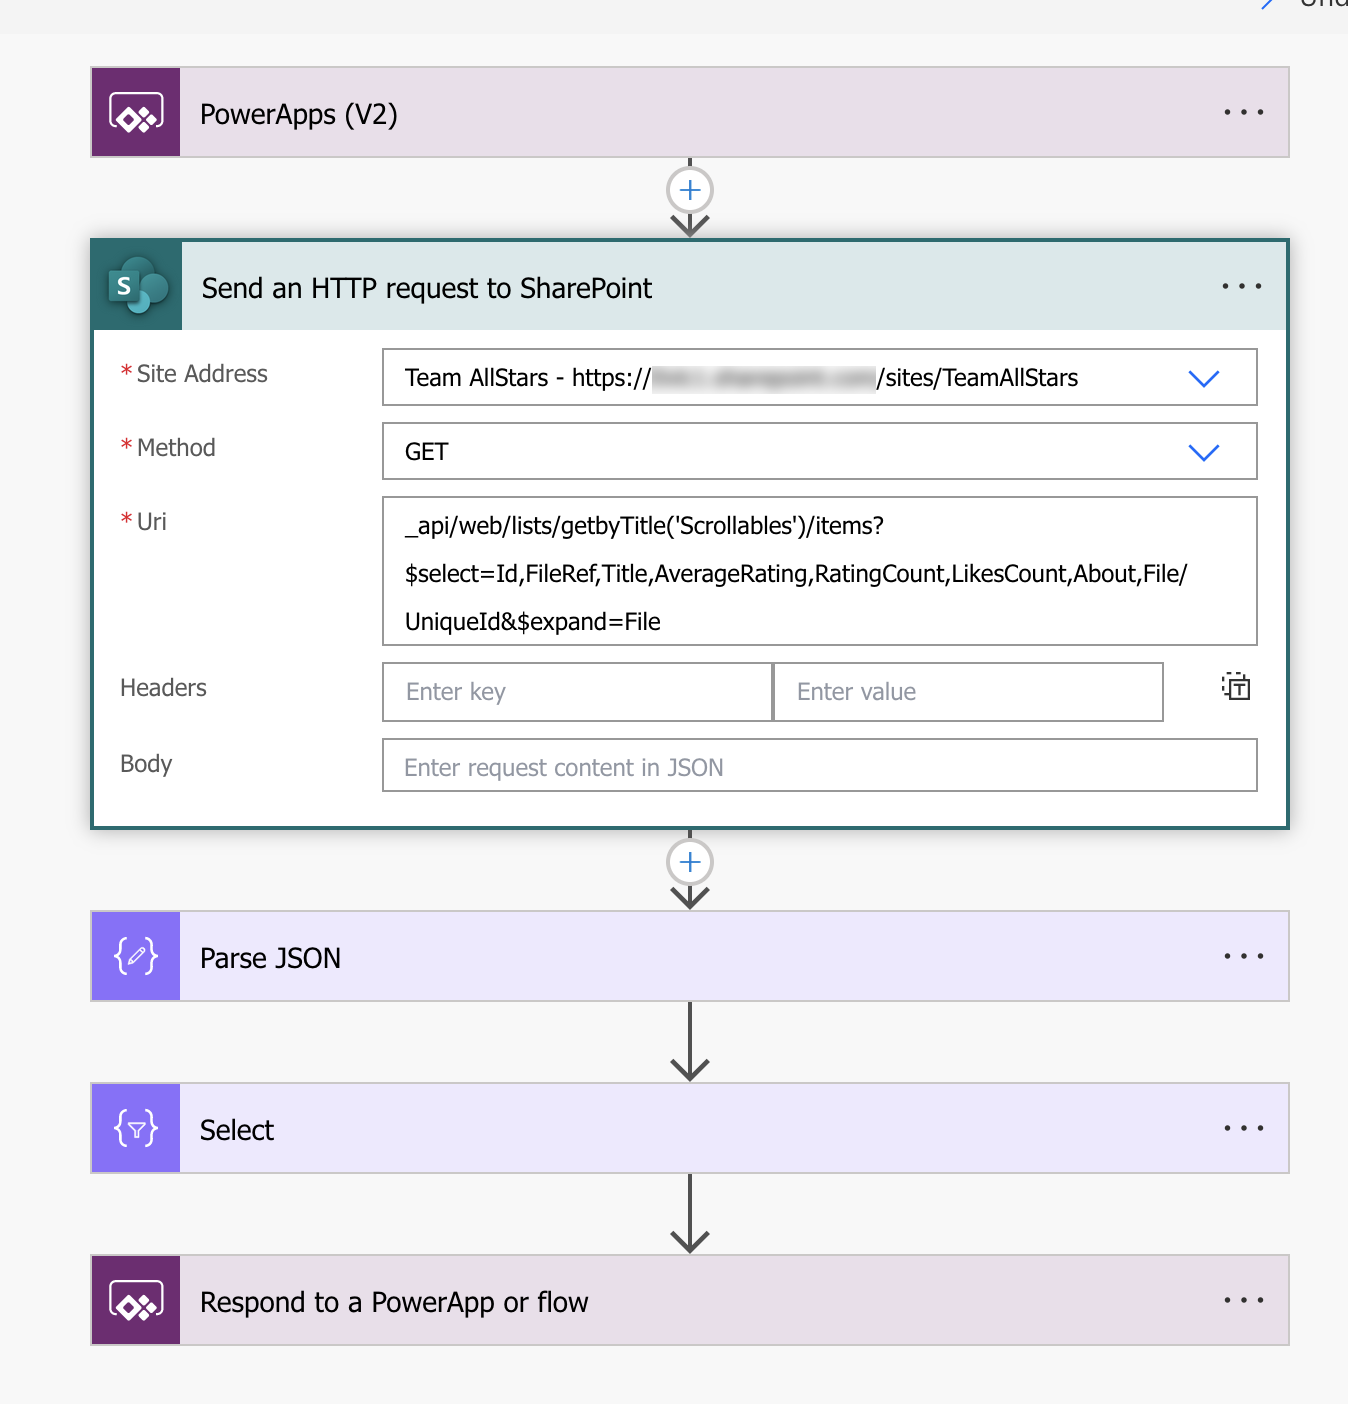 PowerApps (V2)
S
Send an HTTP request to SharePoint
* Site Address
Team AllStars - https:// /sites/TeamAllStars
* Method
GET
* Uri
_api/web/lists/getbyTitle('Scrollables')/items?
$select=Id,FileRef,Title,AverageRating,RatingCount,LikesCount,About,File/
UniqueId&$expand=File
Headers
Enter key
Enter value
T
Body
Enter request content in JSON
Parse JSON
Select
Respond to a PowerApp or flow